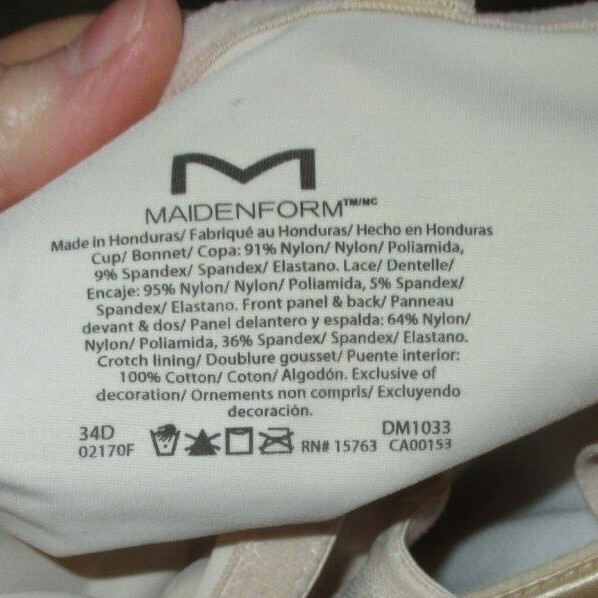 M
MAIDENFORM™/MC
Made in Honduras/ Fabriqué au Honduras/ Hecho en Honduras
Cup/ Bonnet/ Copa: 91% Nylon/ Nylon/ Poliamida,
9% Spandex/ Spandex/ Elastano. Lace/ Dentelle/
Encaje: 95% Nylon/ Nylon/ Poliamida, 5% Spandex/
Spandex/ Elastano. Front panel & back/ Panneau
devant & dos/ Panel delantero y espalda: 64% Nylon/
Nylon/ Poliamida, 36% Spandex/ Spandex/ Elastano.
Crotch lining/ Doublure gousset/ Puente interior:
100% Cotton/ Coton/ Algodón. Exclusive of
decoration/ Ornements non compris/ Excluyendo
decoración.
34D DM1033
02170F RN# 15763 CA00153